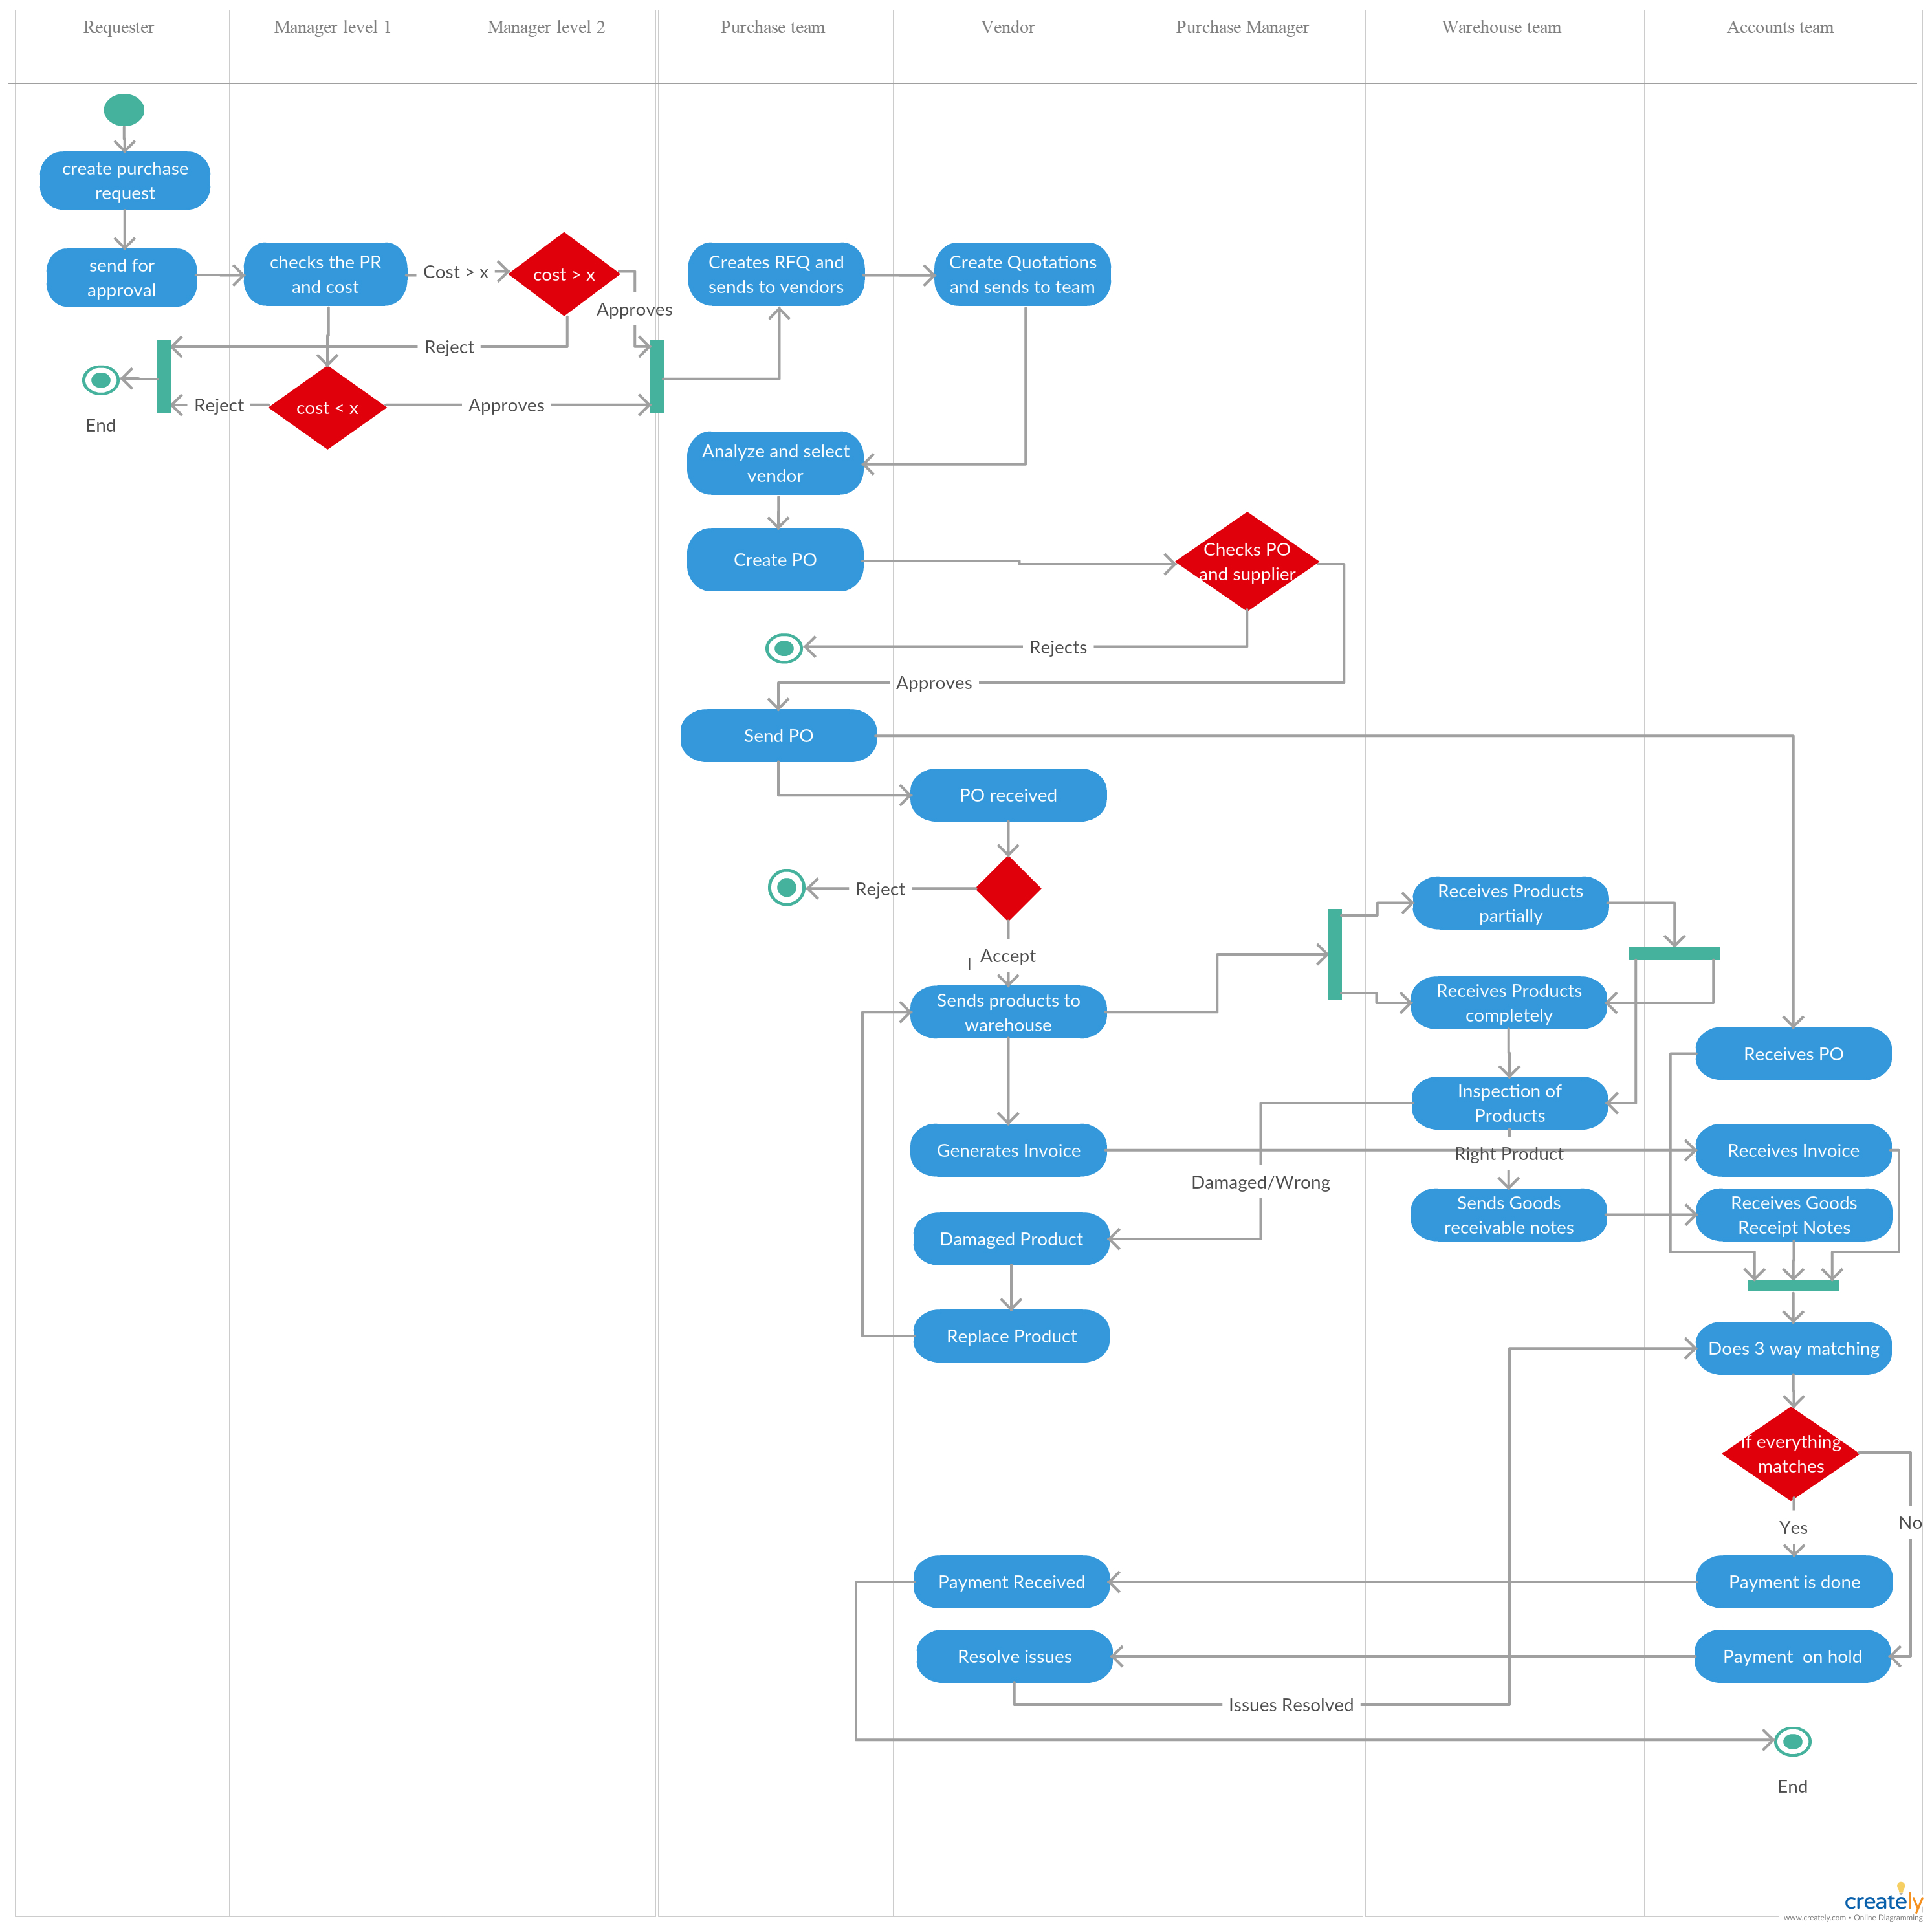 Requester
Manager level 1
Manager level 2
Purchase team
Vendor
Purchase Manager
Warehouse team
Accounts team
create purchase
request
send for
approval
checks the PR
and cost
Cost > x
cost > x
Approves
Creates RFQ and
sends to vendors
Create Quotations
and sends to team
Reject
End
Reject
cost < x
Approves
Analyze and select
vendor
Create PO
Checks PO
and supplier
Rejects
Approves
Send PO
PO received
Reject
Accept
l
Receives Products
partially
Sends products to
warehouse
Receives Products
completely
Receives PO
Inspection of
Products
Generates Invoice
Right Product
Receives Invoice
Damaged/Wrong
Sends Goods
receivable notes
Receives Goods
Receipt Notes
Damaged Product
Replace Product
Does 3 way matching
If everything
matches
Yes
No
Payment Received
Payment is done
Resolve issues
Payment  on hold
Issues Resolved
End
creately
www.creately.com • Online Diagramming